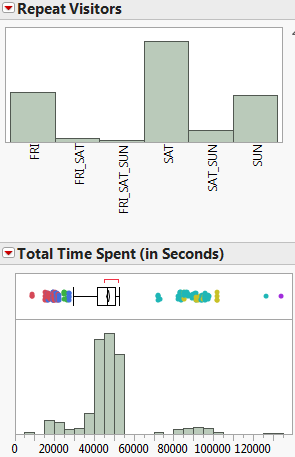 Repeat Visitors
FRI
FRI_SAT
FRI_SAT_SUN
SAT
SAT_SUN
SUN
Total Time Spent (in Seconds)
0 20000 40000 60000 80000 100000 120000